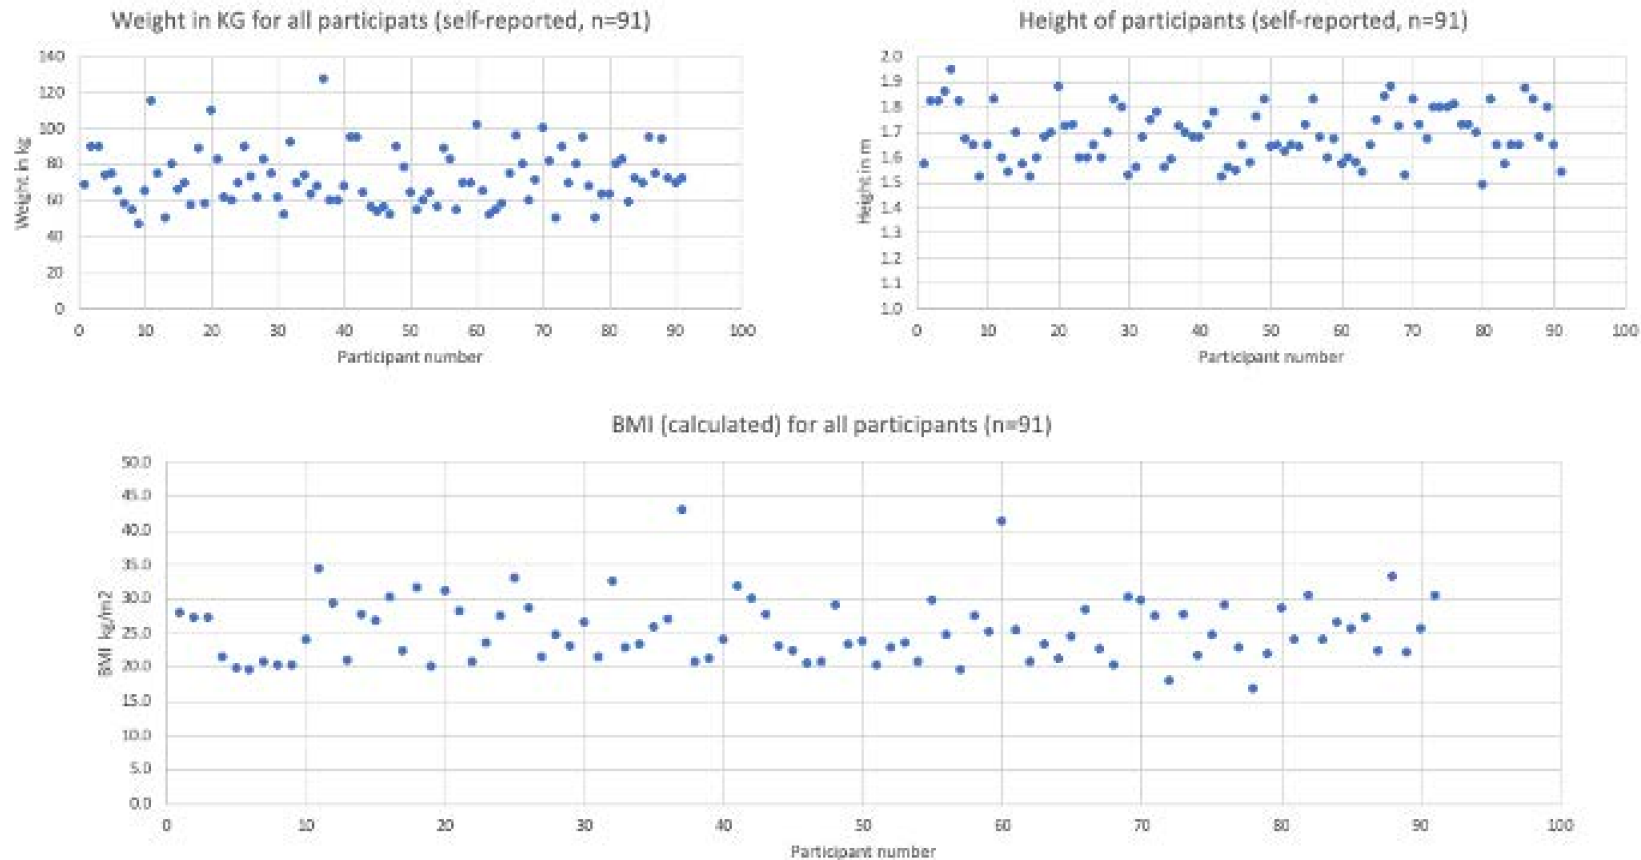 Weight in KG for all participats (self-reported, n=91)
140
120
100
80
60
40
20
0
Weight in kg
0 10 20 30 40 50 60 70 80 90 100
Participant number
Height of participants (self-reported, n=91)
2.0
1.9
1.8
1.7
1.6
1.5
1.4
1.3
1.2
1.1
1.0
Height in m
0 10 20 30 40 50 60 70 80 90 100
Participant number
BMI (calculated) for all participants (n=91)
50.0
45.0
40.0
35.0
30.0
25.0
20.0
15.0
10.0
5.0
0.0
BMI kg/m2
0 10 20 30 40 50 60 70 80 90 100
Participant number